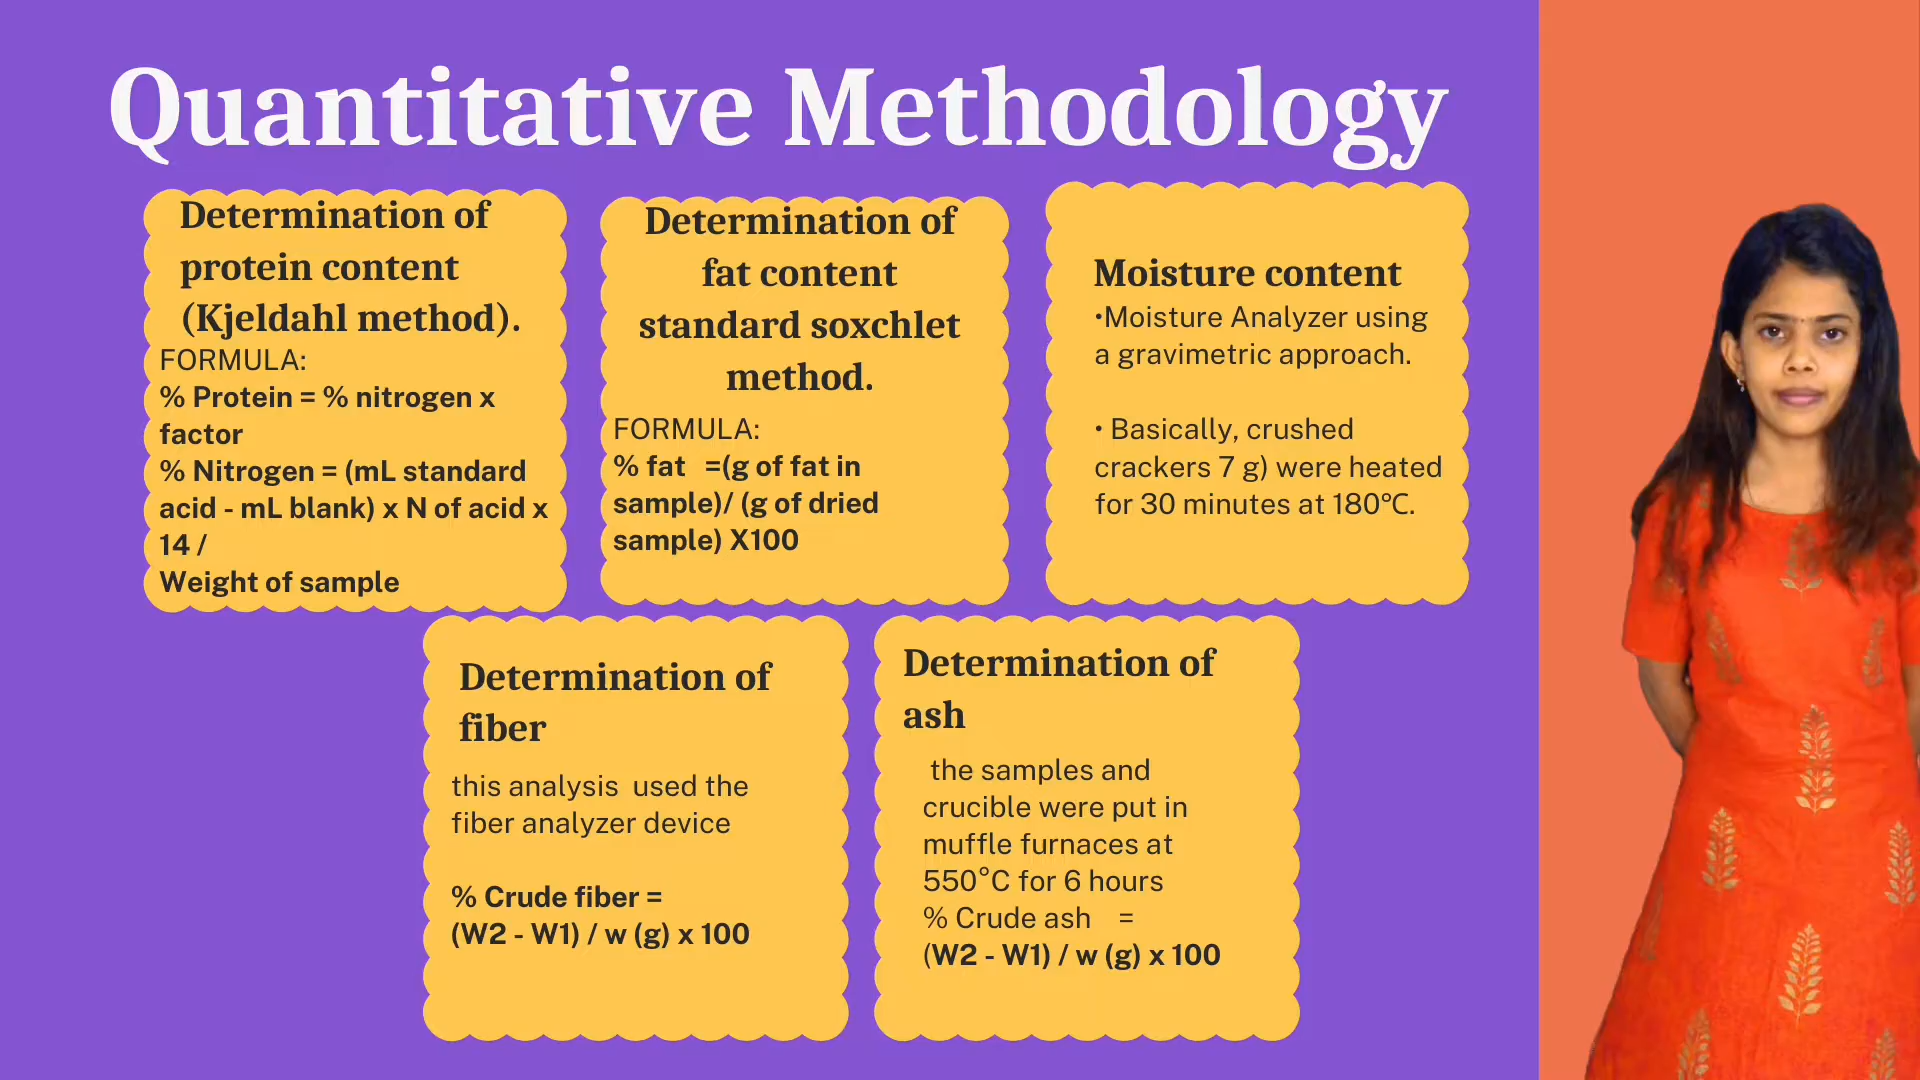 Quantitative Methodology
Determination of
protein content
(Kjeldahl method).
FORMULA:
% Protein = % nitrogen x
factor
% Nitrogen = (mL standard
acid - mL blank) x N of acid x
14 /
Weight of sample
Determination of
fat content
standard soxchlet
method.
FORMULA:
% fat   =(g of fat in
sample)/ (g of dried
sample) X100
Moisture content
•Moisture Analyzer using
a gravimetric approach.
• Basically, crushed
crackers 7 g) were heated
for 30 minutes at 180°C.
Determination of
fiber
this analysis  used the
fiber analyzer device
% Crude fiber =
(W2 - W1) / w (g) x 100
Determination of
ash
the samples and
crucible were put in
muffle furnaces at
550°C for 6 hours
% Crude ash    =
(W2 - W1) / w (g) x 100